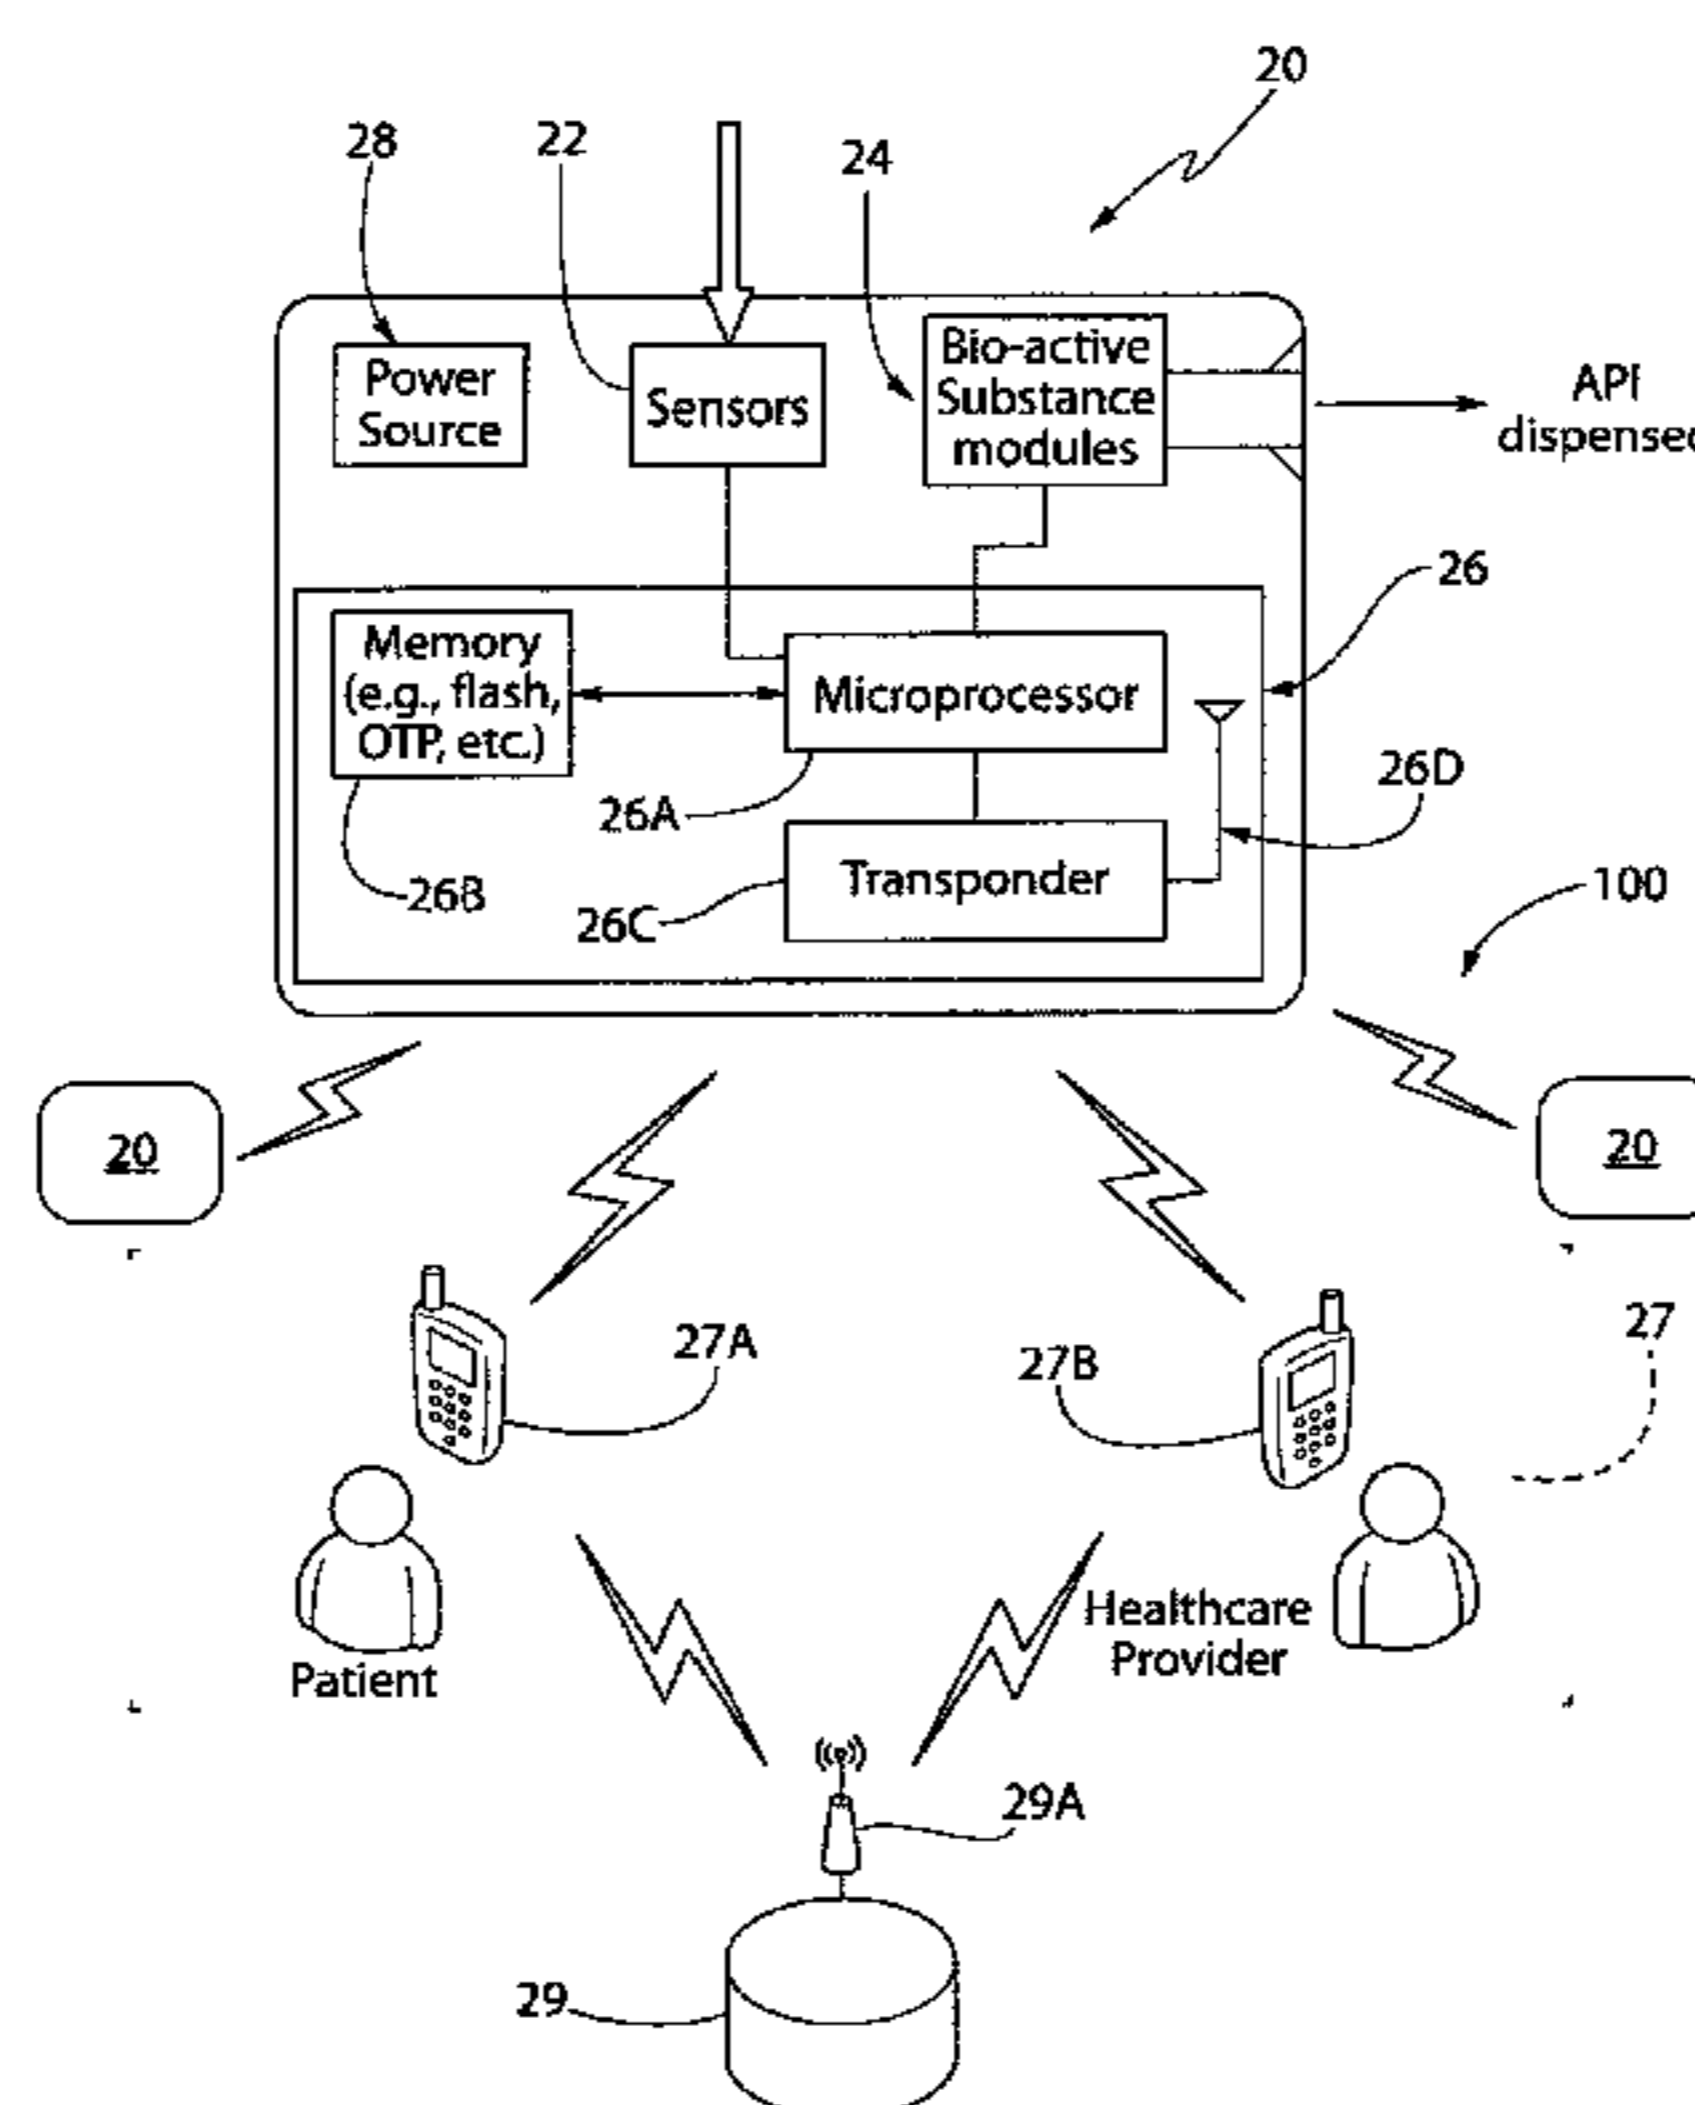 20
28
22
24
Power
Source
Sensors
Bio-active
Substance
modules
API
dispensed
26
Memory
(e.g., flash,
OTP, etc.)
Microprocessor
26A
26D
26B
26C
Transponder
100
20
20
27A
27B
27
Patient
Healthcare
Provider
29A
29